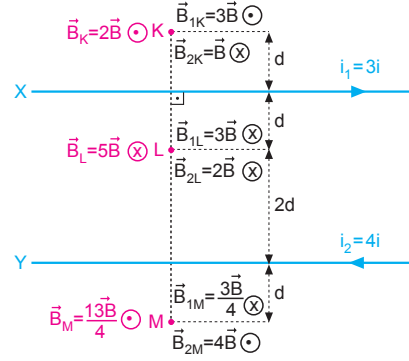 B⃗₁K=3B⃗ ⊙
B⃗K=2B⃗ ⊙ K
B⃗₂K=B⃗ ⊗
d
X
i₁=3i
d
B⃗₁L=3B⃗ ⊗
B⃗L=5B⃗ ⊗ L
B⃗₂L=2B⃗ ⊗
2d
i₂=4i
Y
d
B⃗₁M=3B⃗/4 ⊗
B⃗M=13B⃗/4 ⊙ M
B⃗₂M=4B⃗ ⊙